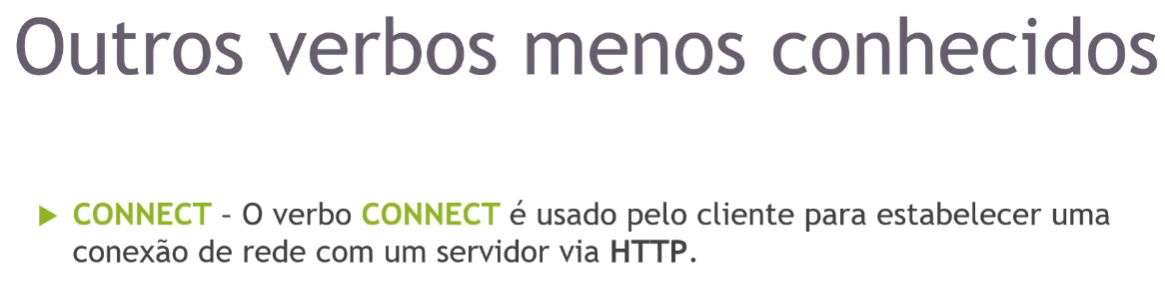 Outros verbos menos conhecidos
CONNECT – O verbo CONNECT é usado pelo cliente para estabelecer uma
conexão de rede com um servidor via HTTP.